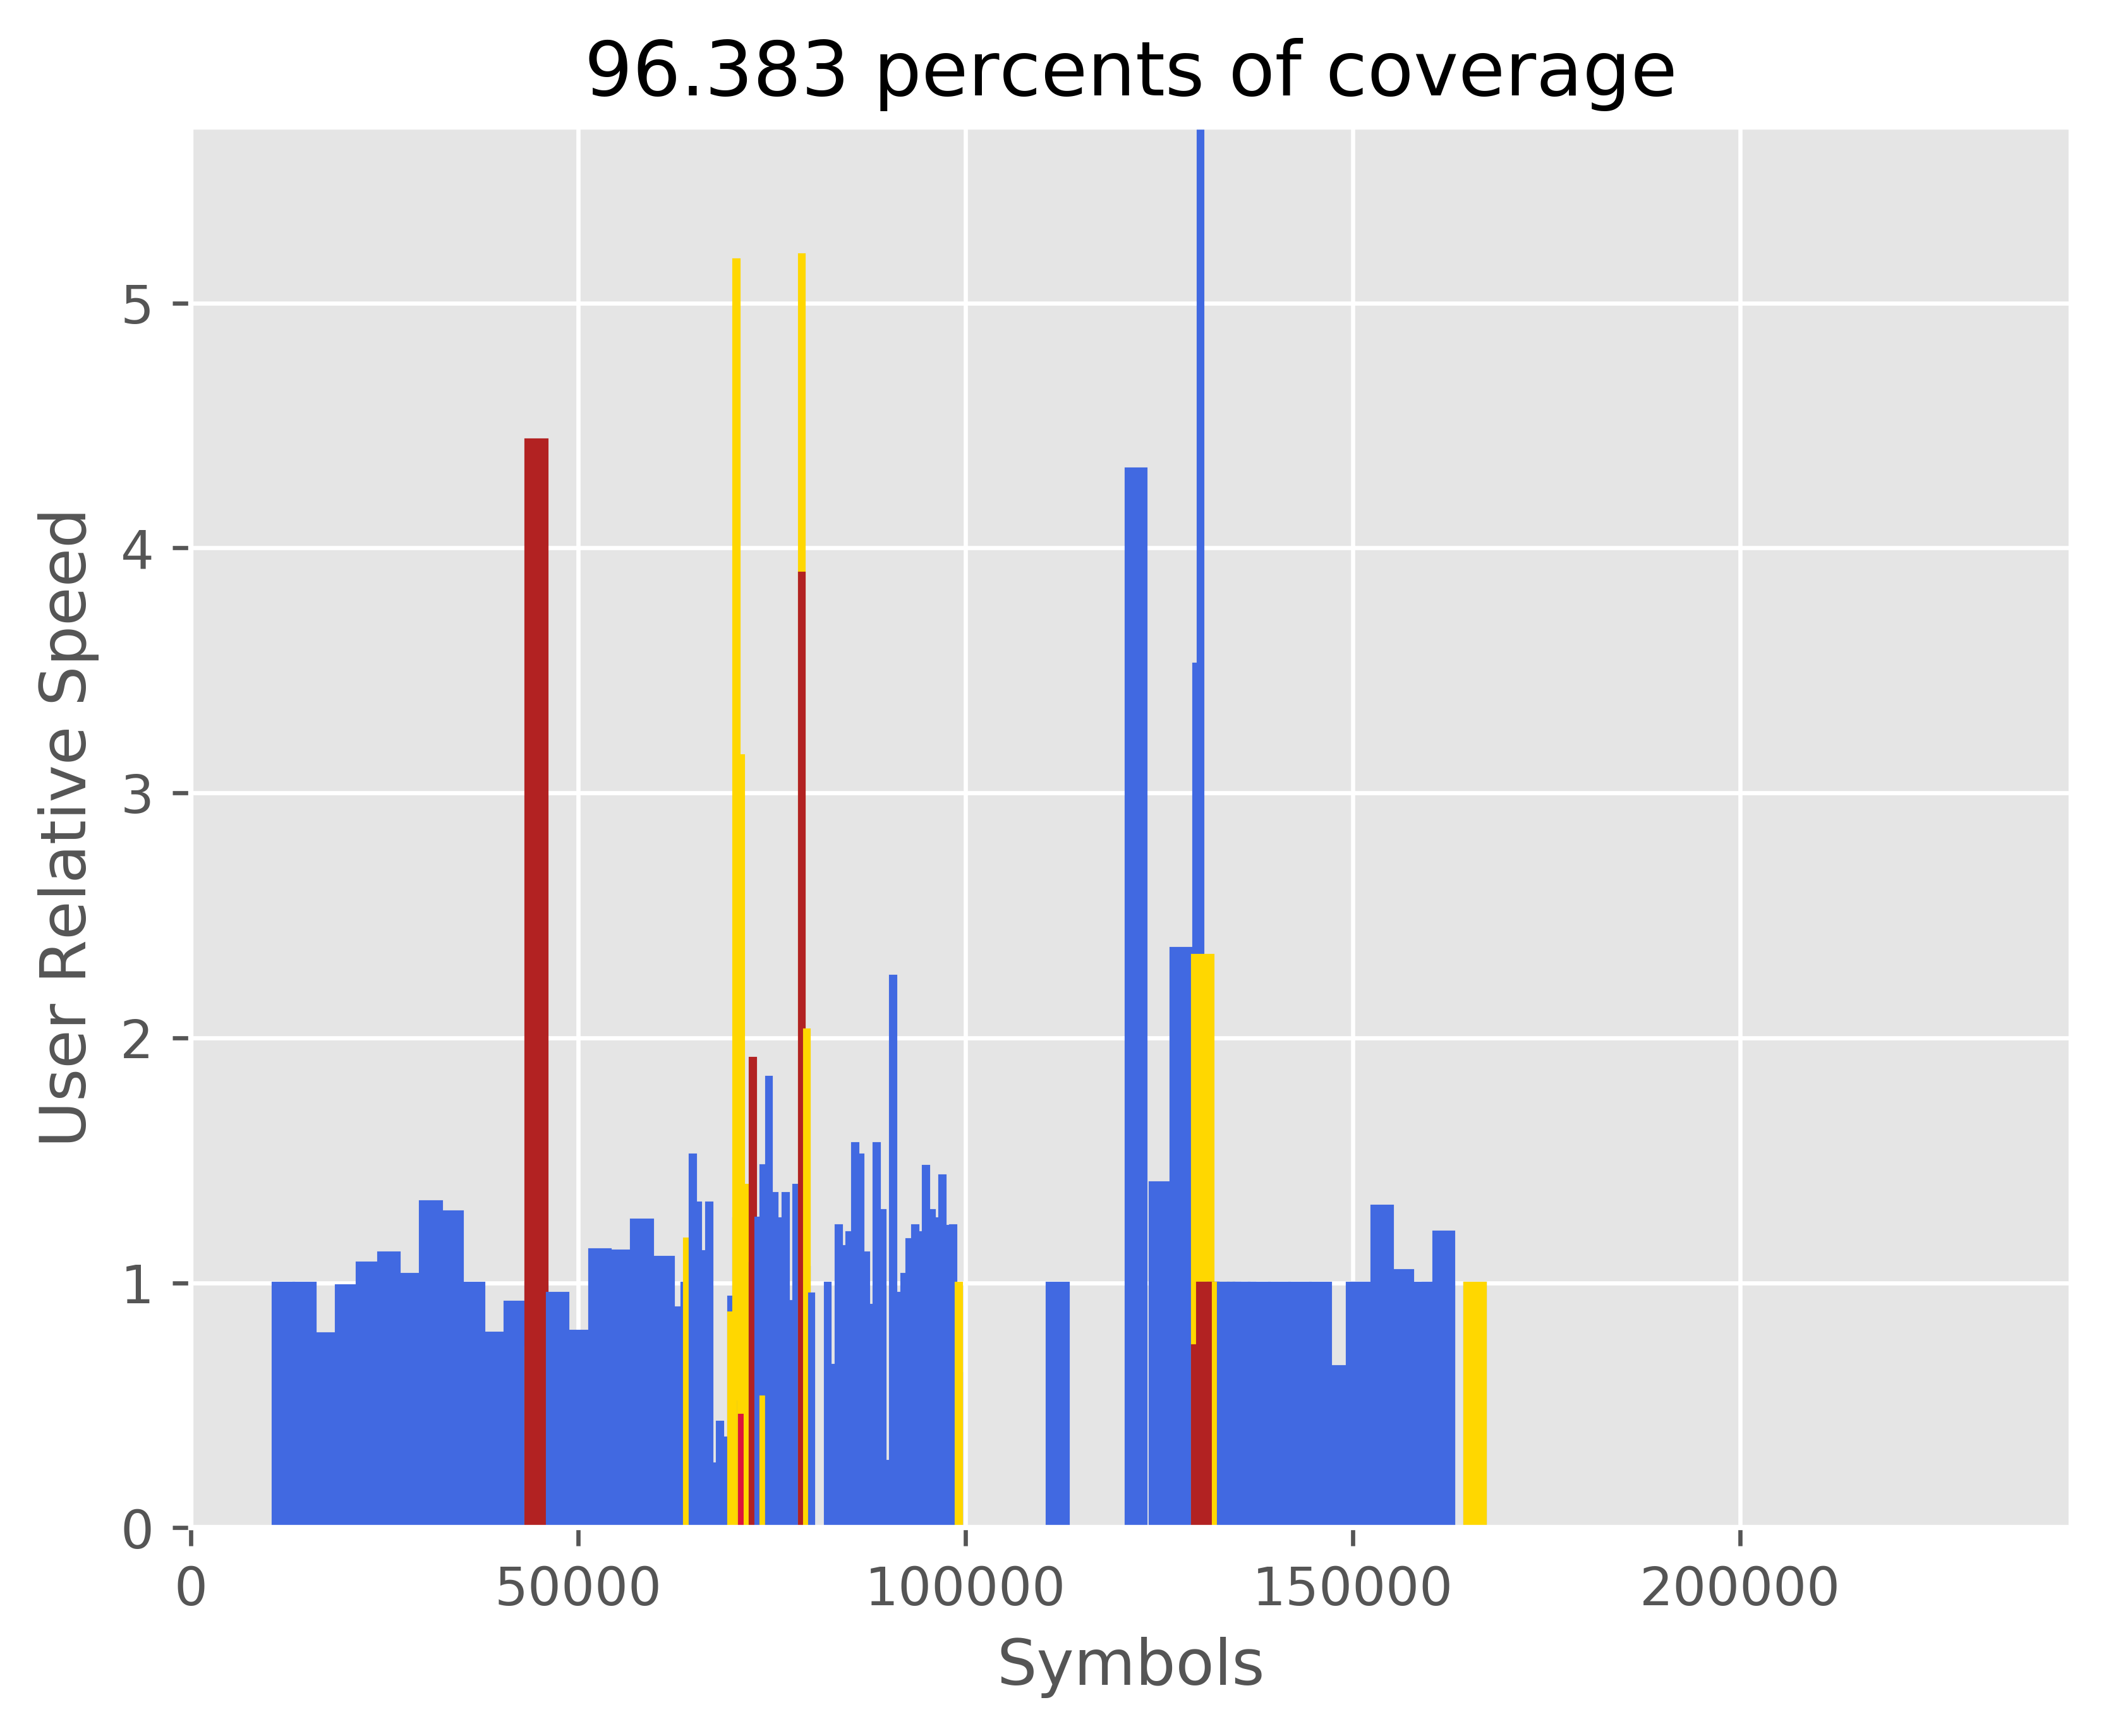 96.383 percents of coverage
User Relative Speed
5
4
3
2
1
0
0 50000 100000 150000 200000
Symbols